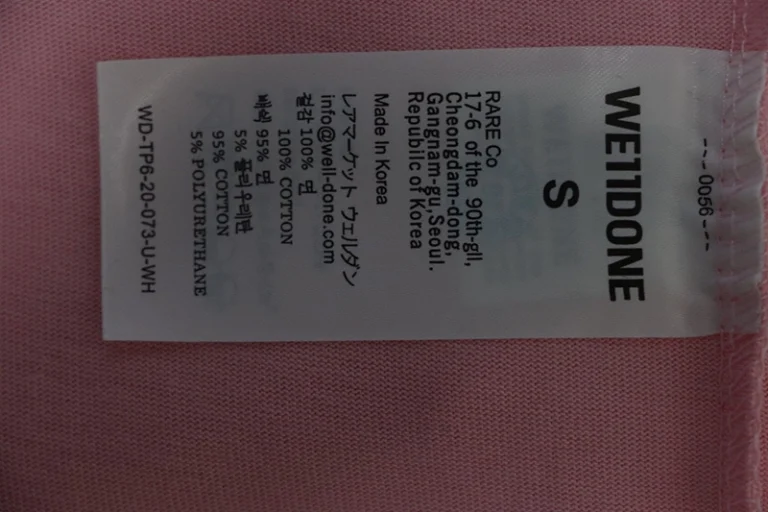 --- 0056 ---
WE11DONE
S
RARE Co
17-6 of the 90th-gil,
Cheongdam-dong,
Gangnam-gu,Seoul.
Republic of Korea
Made In Korea
レアマーケット ウェルダン
info@well-done.com
겉감 100% 면
100% COTTON
배색 95% 면
5% 폴리우레탄
95% COTTON
5% POLYURETHANE
WD-TP6-20-073-U-WH